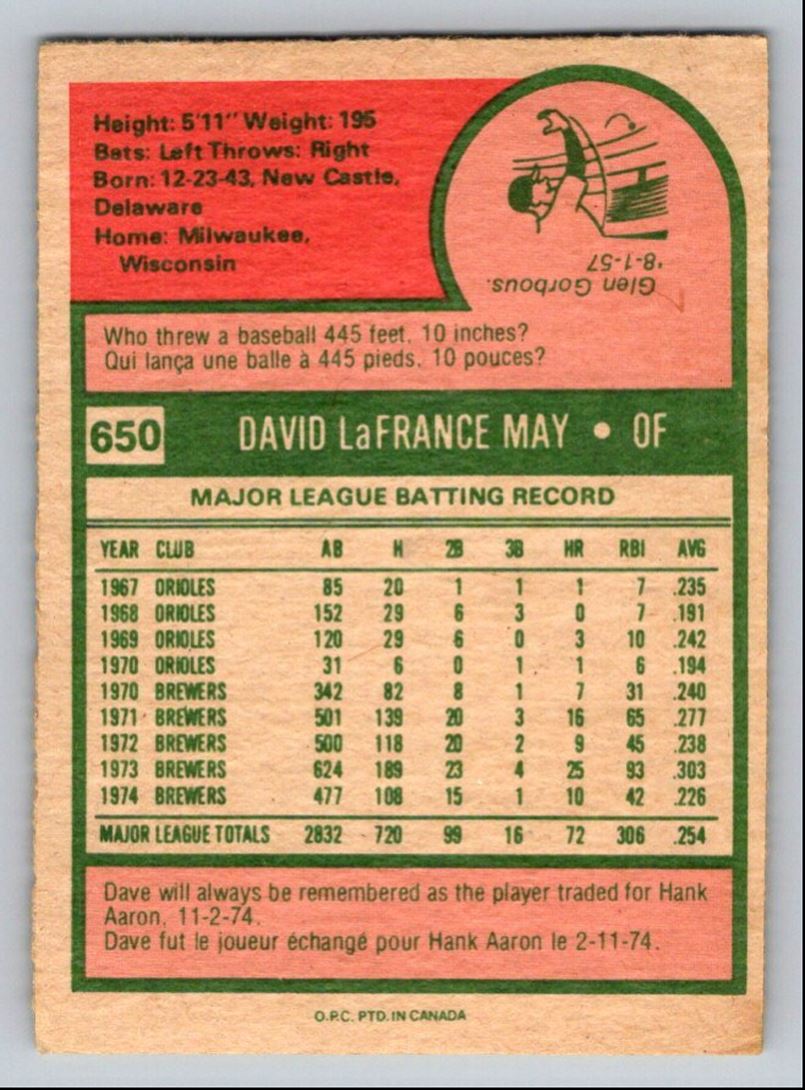 Height: 5'11" Weight: 195
Bats: Left Throws: Right
Born: 12-23-43, New Castle,
Delaware
Home: Milwaukee,
Wisconsin
Glen Gorbous.
'8-1-57
Who threw a baseball 445 feet, 10 inches?
Qui lança une balle à 445 pieds, 10 pouces?
650 DAVID LaFRANCE MAY • OF
MAJOR LEAGUE BATTING RECORD
YEAR CLUB AB H 2B 3B HR RBI AVG
1967 ORIOLES 85 20 1 1 1 7 .235
1968 ORIOLES 152 29 6 3 0 7 .191
1969 ORIOLES 120 29 6 0 3 10 .242
1970 ORIOLES 31 6 0 1 1 6 .194
1970 BREWERS 342 82 8 1 7 31 .240
1971 BREWERS 501 139 20 3 16 65 .277
1972 BREWERS 500 118 20 2 9 45 .238
1973 BREWERS 624 189 23 4 25 93 .303
1974 BREWERS 477 108 15 1 10 42 .226
MAJOR LEAGUE TOTALS 2832 720 99 16 72 306 .254
Dave will always be remembered as the player traded for Hank
Aaron, 11-2-74.
Dave fut le joueur échangé pour Hank Aaron le 2-11-74.
O.P.C. PTD. IN CANADA